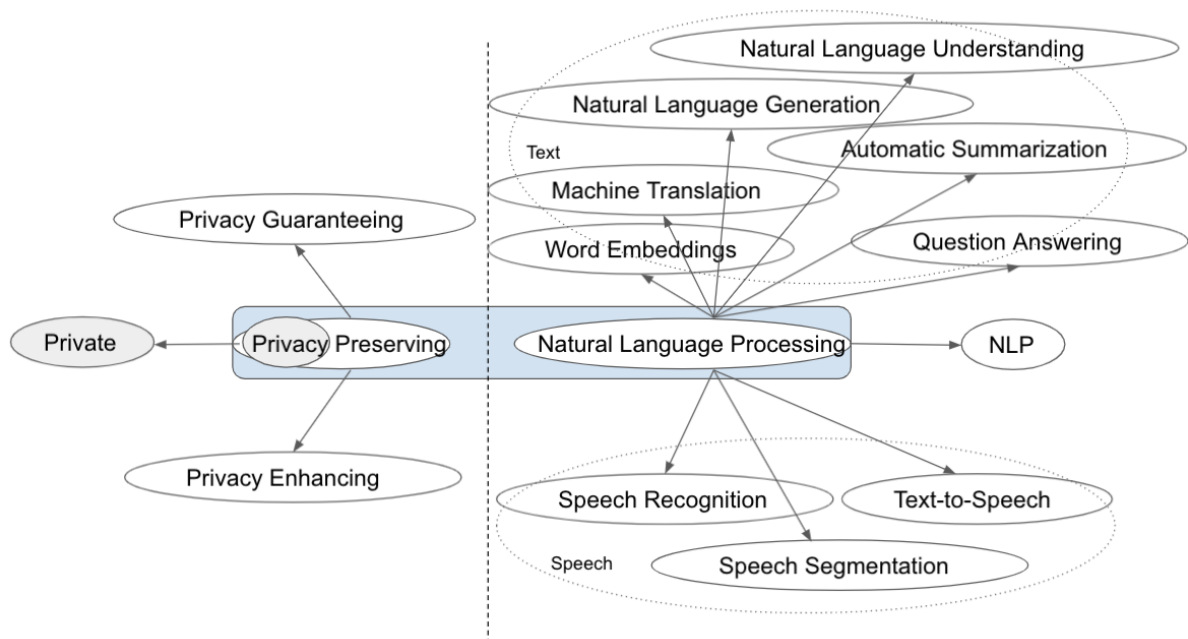 Natural Language Understanding
Natural Language Generation
Text
Automatic Summarization
Machine Translation
Privacy Guaranteeing
Word Embeddings
Question Answering
Private
Privacy Preserving
Natural Language Processing
NLP
Privacy Enhancing
Speech Recognition
Text-to-Speech
Speech
Speech Segmentation